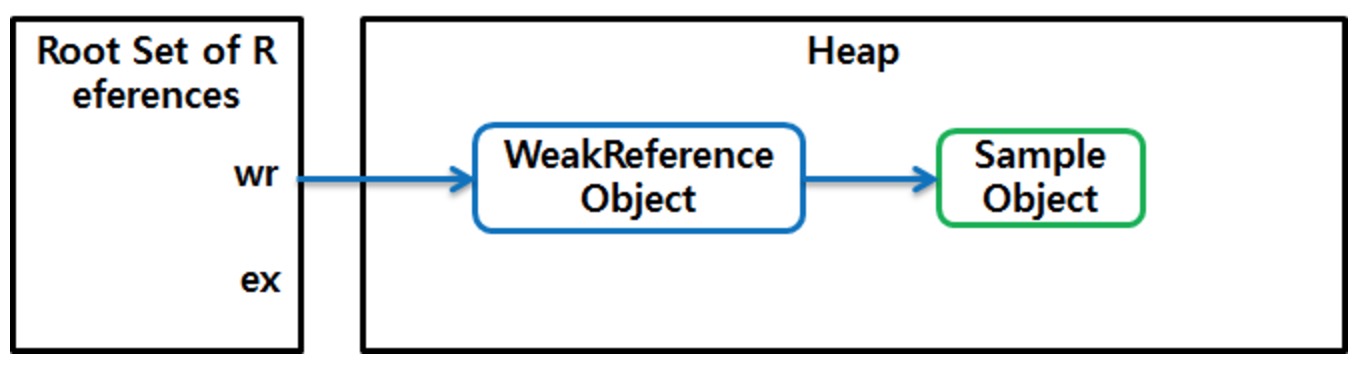 Root Set of R
eferences
wr
ex
Heap
WeakReference
Object
Sample
Object